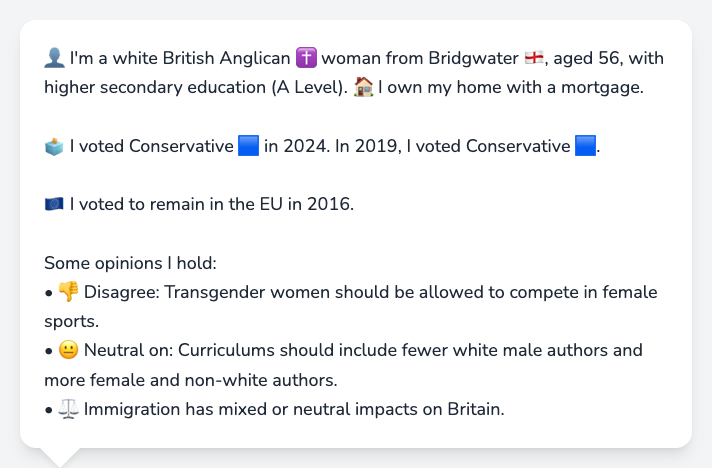 👤 I'm a white British Anglican ✝️ woman from Bridgwater 🏴󠁧󠁢󠁥󠁮󠁧󠁿, aged 56, with
higher secondary education (A Level). 🏠 I own my home with a mortgage.
🗳️ I voted Conservative 🟦 in 2024. In 2019, I voted Conservative 🟦.
🇪🇺 I voted to remain in the EU in 2016.
Some opinions I hold:
• 👎 Disagree: Transgender women should be allowed to compete in female
sports.
• 😐 Neutral on: Curriculums should include fewer white male authors and
more female and non-white authors.
• ⚖️ Immigration has mixed or neutral impacts on Britain.